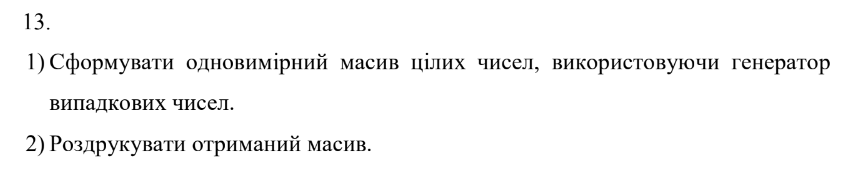 13.
1) Сформувати одновимірний масив цілих чисел, використовуючи генератор
випадкових чисел.
2) Роздрукувати отриманий масив.